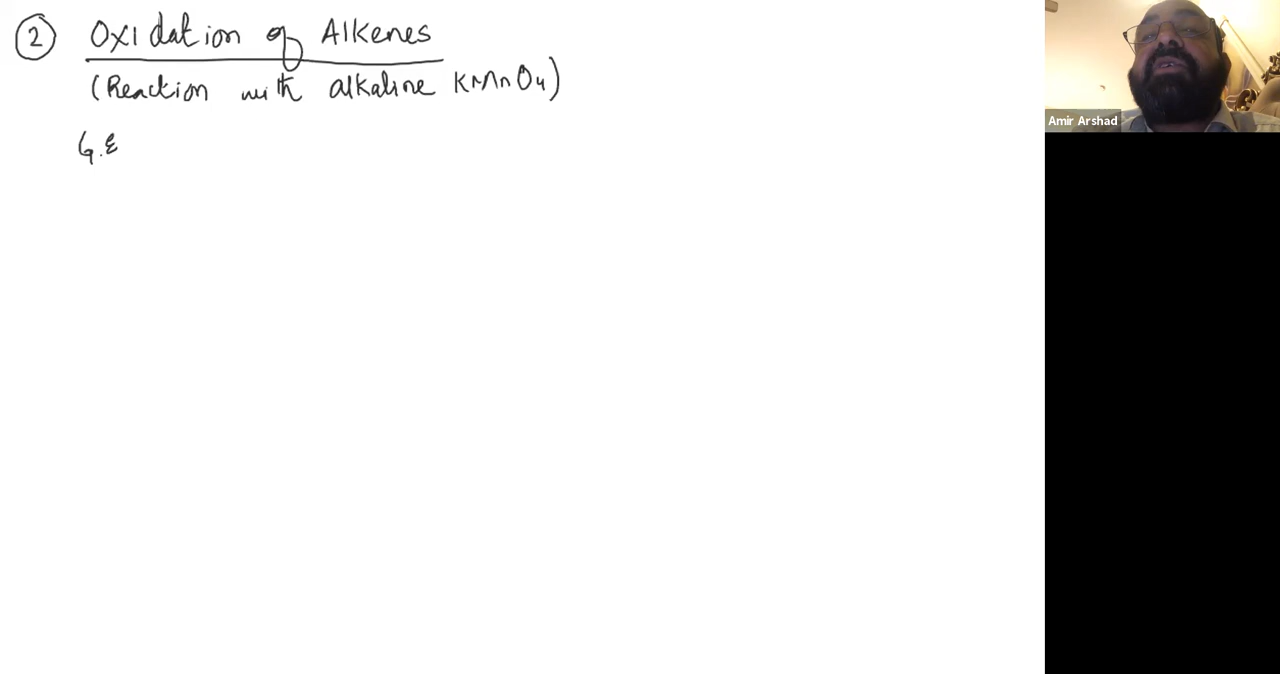 2 Oxidation of Alkenes
(Reaction with alkaline KMnO4)
G.E
Amir Arshad